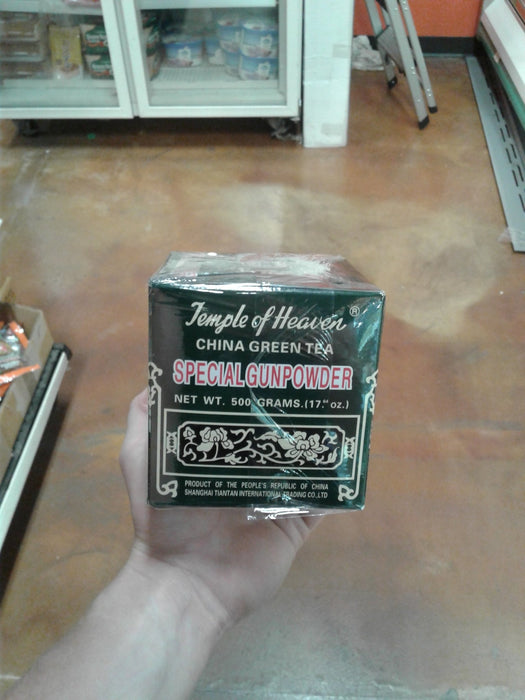 Temple of Heaven®
CHINA GREEN TEA
SPECIAL GUNPOWDER
NET WT. 500 GRAMS.(17.⁶⁴ oz.)
PRODUCT OF THE PEOPLE'S REPUBLIC OF CHINA
SHANGHAI TIANTAN INTERNATIONAL TRADING CO.,LTD